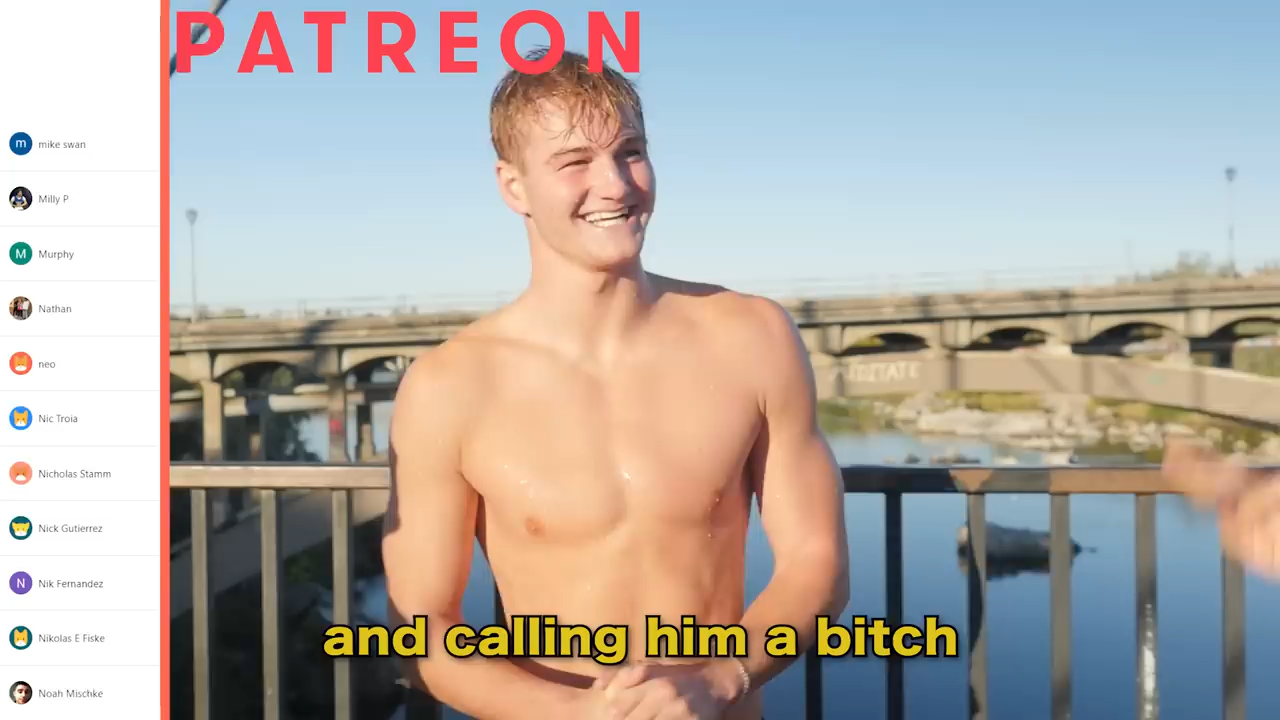 PATREON
mike swan
Milly P
Murphy
Nathan
neo
Nic Troia
Nicholas Stamm
Nick Gutierrez
Nik Fernandez
Nikolas E Fiske
Noah Mischke
M
N
m
and calling him a bitch